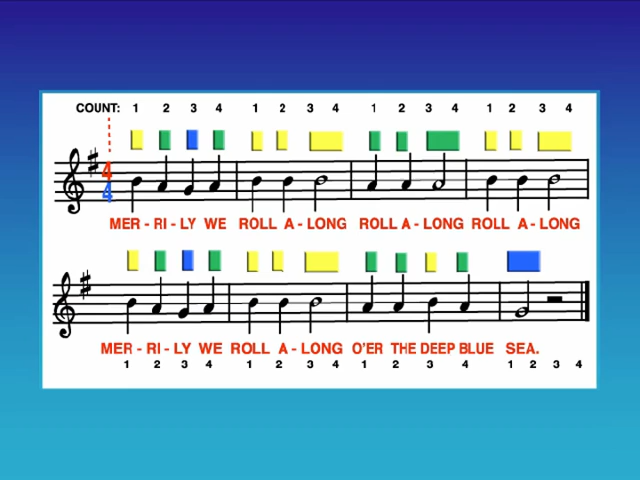 COUNT: 1 2 3 4 1 2 3 4 1 2 3 4 1 2 3 4
4
4
MER - RI - LY WE ROLL A - LONG ROLL A - LONG ROLL A - LONG
MER - RI - LY WE ROLL A - LONG O'ER THE DEEP BLUE SEA.
1 2 3 4 1 2 3 4 1 2 3 4 1 2 3 4